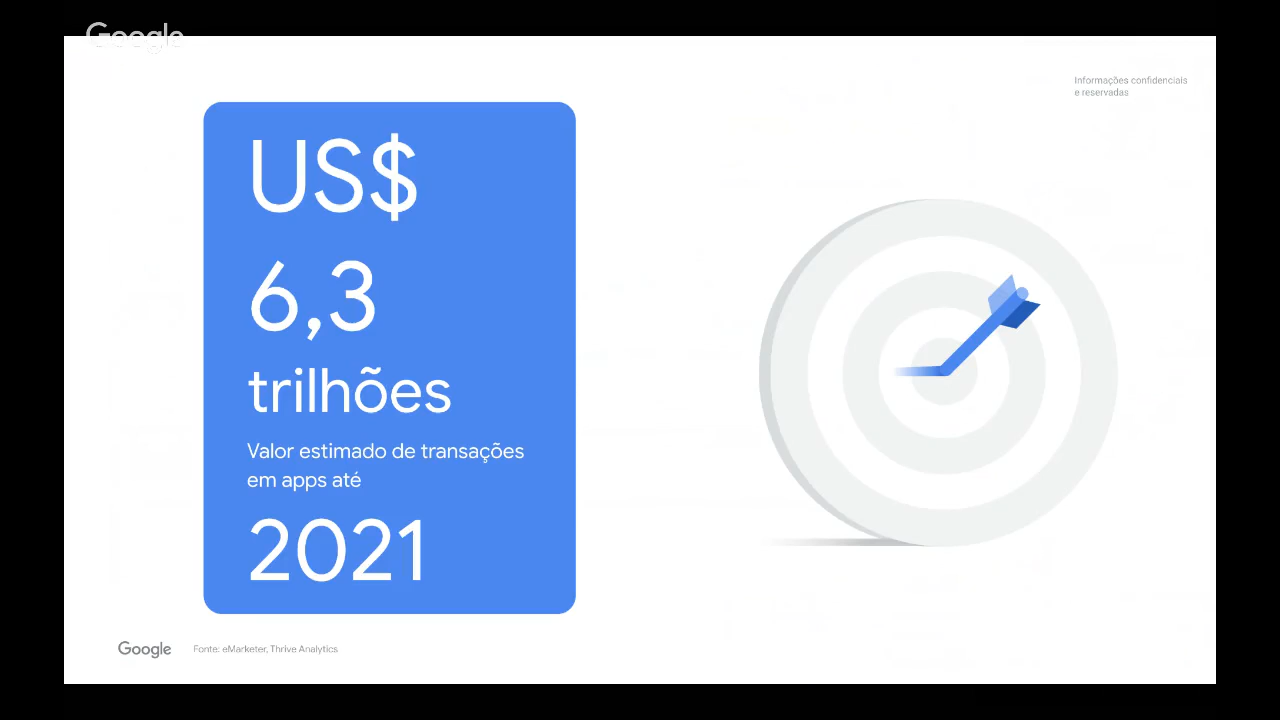 Google
Informações confidenciais
e reservadas
US$
6,3
trilhões
Valor estimado de transações
em apps até
2021
Google
Fonte: eMarketer, Thrive Analytics